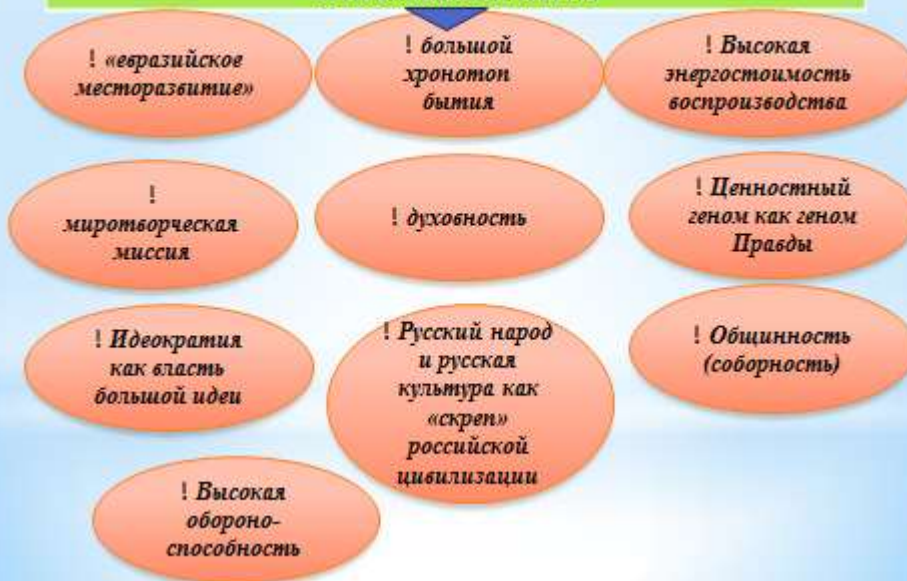 ! «евразийское
месторазвитие»
! большой
хронотоп
бытия
! Высокая
энергостоимость
воспроизводства
!
миротворческая
миссия
! духовность
! Ценностный
геном как геном
Правды
! Идеократия
как власть
большой идеи
! Русский народ
и русская
культура как
«скреп»
российской
цивилизации
! Общинность
(соборность)
! Высокая
обороно-
способность